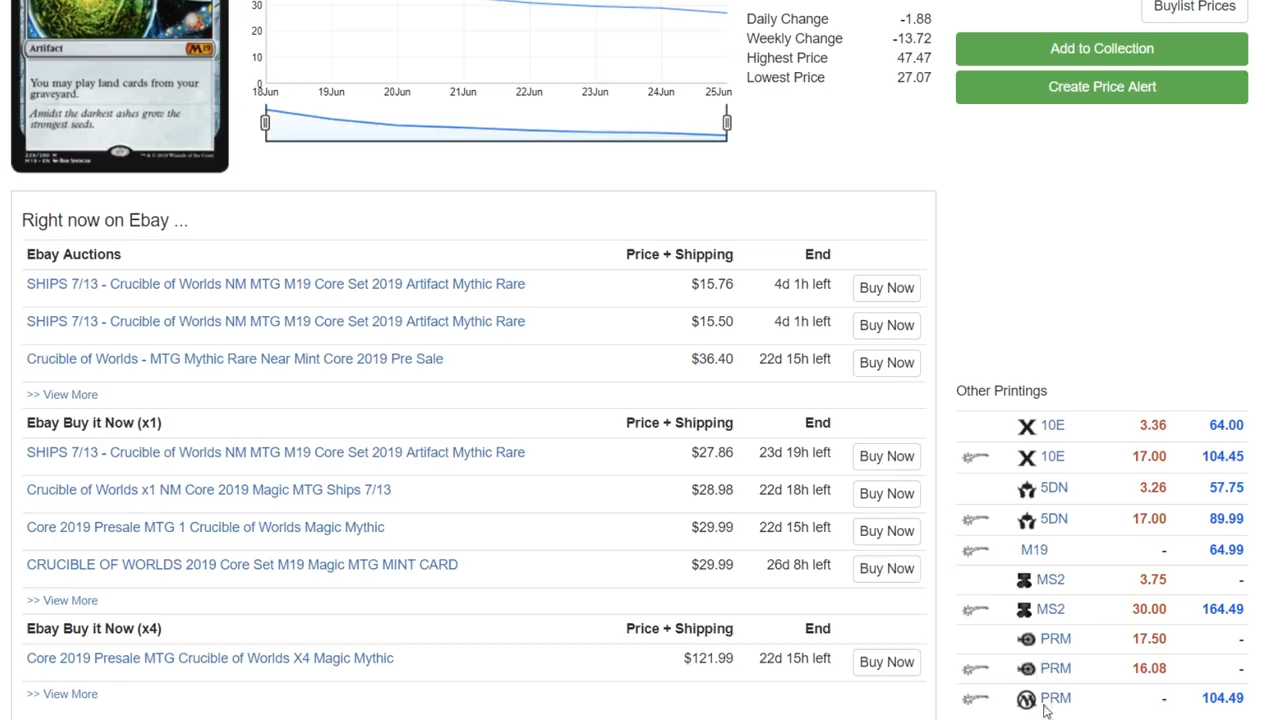 Artifact
M19
You may play land cards from your
graveyard.
Amidst the darkest ashes grow the
strongest seeds.
30
20
10
0
18Jun 19Jun 20Jun 21Jun 22Jun 23Jun 24Jun 25Jun
Daily Change -1.88
Weekly Change -13.72
Highest Price 47.47
Lowest Price 27.07
Buylist Prices
Add to Collection
Create Price Alert
Right now on Ebay ...
Ebay Auctions Price + Shipping End
SHIPS 7/13 - Crucible of Worlds NM MTG M19 Core Set 2019 Artifact Mythic Rare $15.76 4d 1h left Buy Now
SHIPS 7/13 - Crucible of Worlds NM MTG M19 Core Set 2019 Artifact Mythic Rare $15.50 4d 1h left Buy Now
Crucible of Worlds - MTG Mythic Rare Near Mint Core 2019 Pre Sale $36.40 22d 15h left Buy Now
>> View More
Ebay Buy it Now (x1) Price + Shipping End
SHIPS 7/13 - Crucible of Worlds NM MTG M19 Core Set 2019 Artifact Mythic Rare $27.86 23d 19h left Buy Now
Crucible of Worlds x1 NM Core 2019 Magic MTG Ships 7/13 $28.98 22d 18h left Buy Now
Core 2019 Presale MTG 1 Crucible of Worlds Magic Mythic $29.99 22d 15h left Buy Now
CRUCIBLE OF WORLDS 2019 Core Set M19 Magic MTG MINT CARD $29.99 26d 8h left Buy Now
>> View More
Ebay Buy it Now (x4) Price + Shipping End
Core 2019 Presale MTG Crucible of Worlds X4 Magic Mythic $121.99 22d 15h left Buy Now
>> View More
Other Printings
10E 3.36 64.00
10E 17.00 104.45
5DN 3.26 57.75
5DN 17.00 89.99
M19 - 64.99
MS2 3.75 -
MS2 30.00 164.49
PRM 17.50 -
PRM 16.08 -
PRM - 104.49